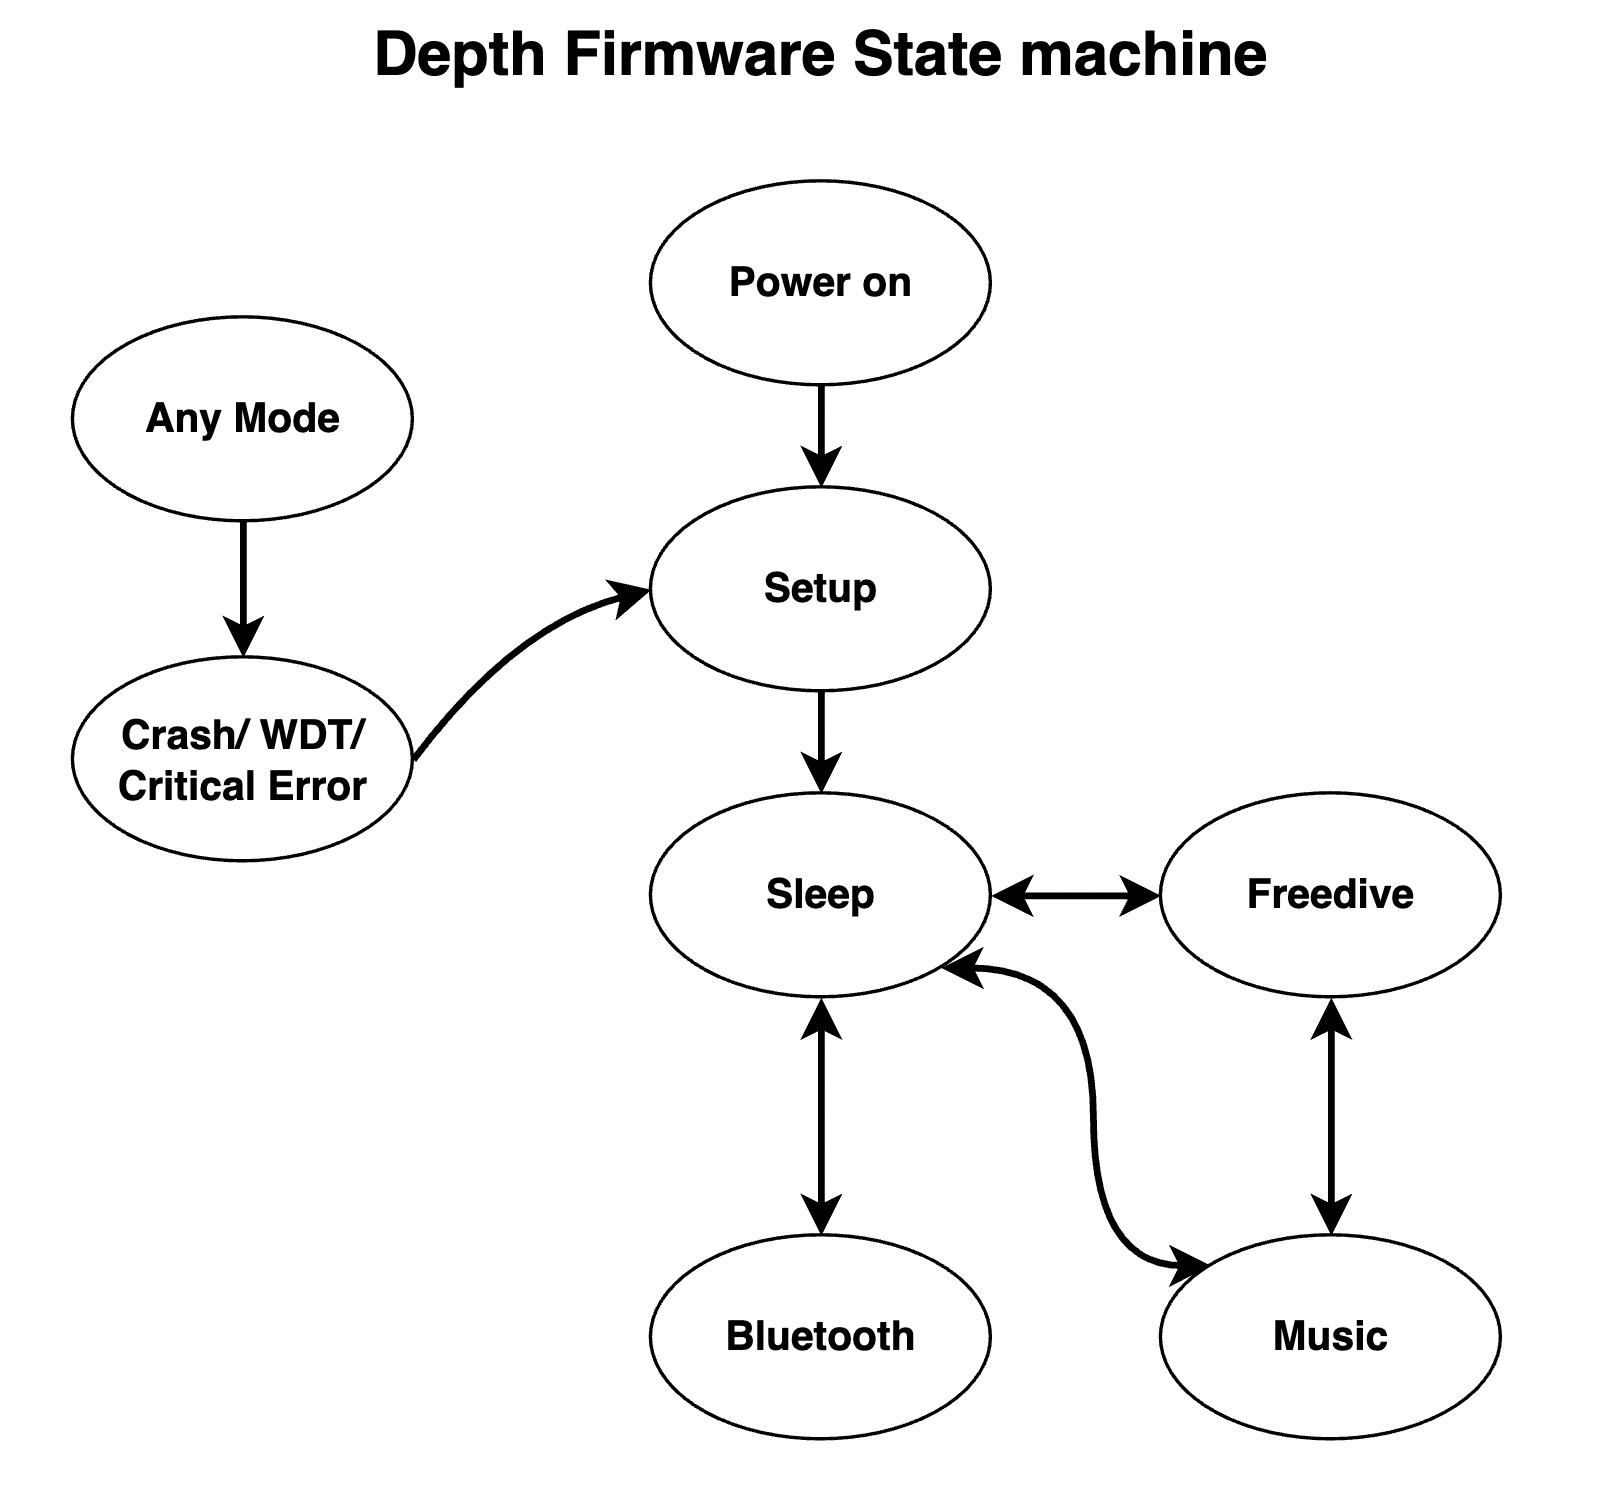 Depth Firmware State machine
Power on
Any Mode
Setup
Crash/ WDT/
Critical Error
Sleep
Freedive
Bluetooth
Music